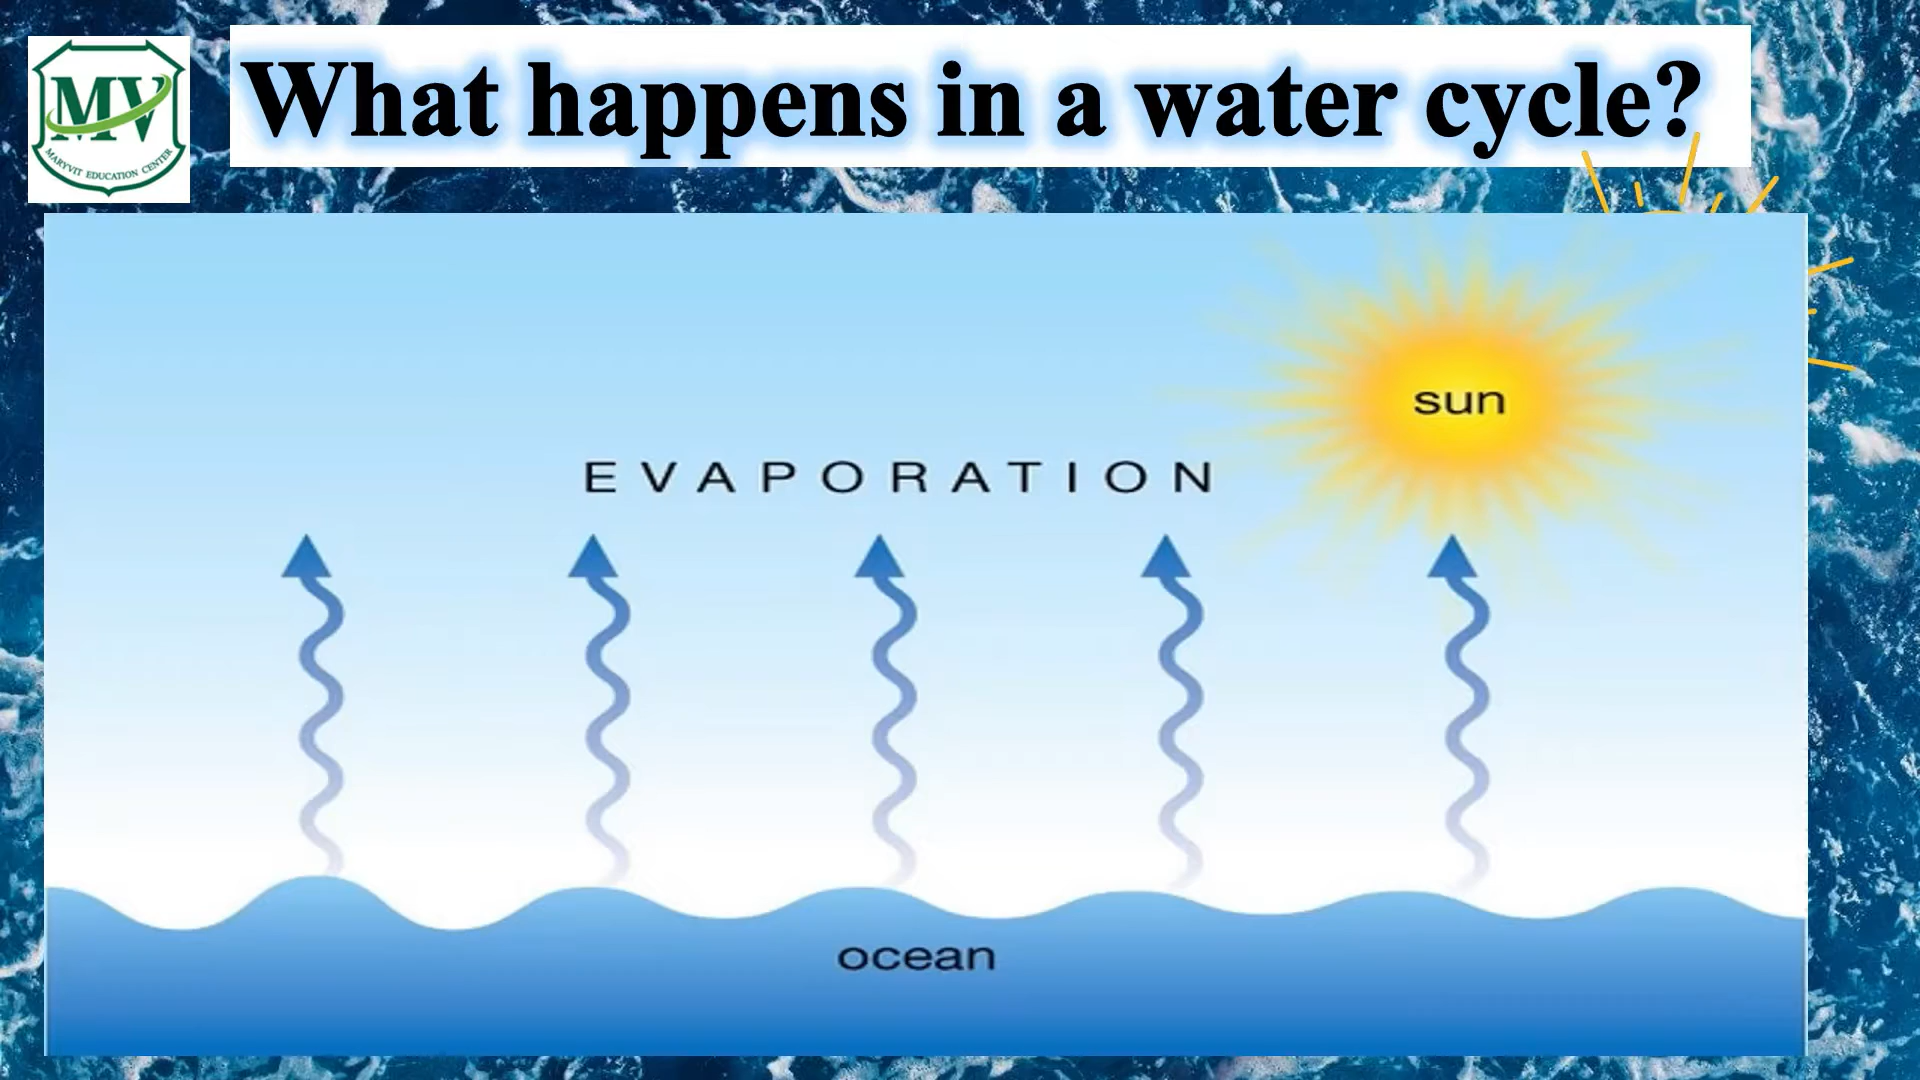 What happens in a water cycle?
MV
MARYVIT EDUCATION CENTER
sun
EVAPORATION
ocean